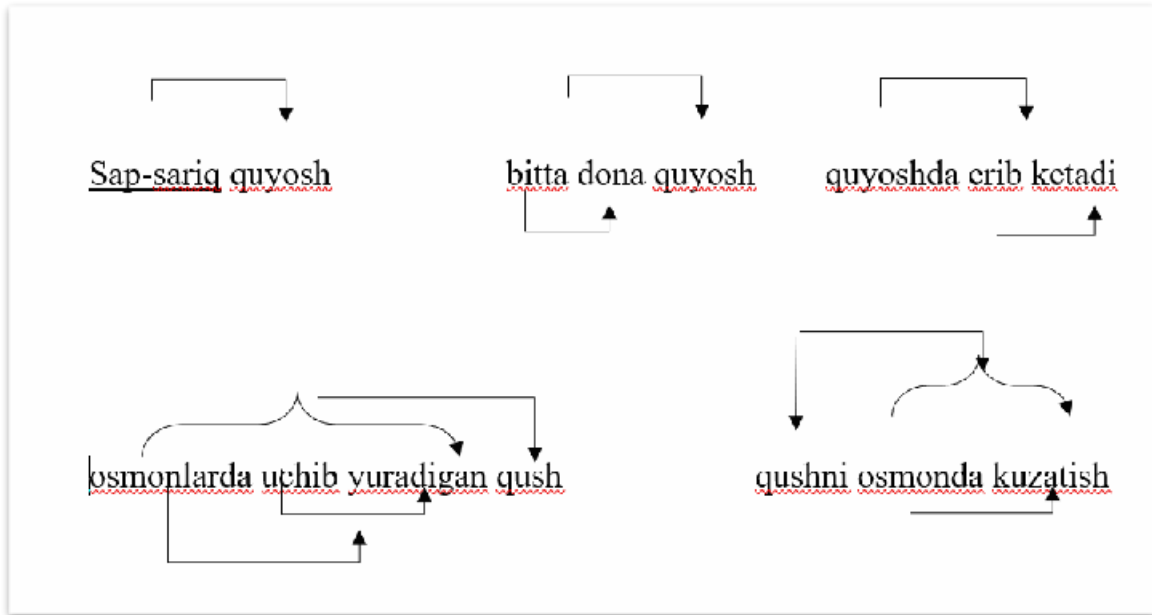 Sap-sariq quyosh bitta dona quyosh quyoshda erib ketadi
osmonlarda uchib yuradigan qush qushni osmonda kuzatish